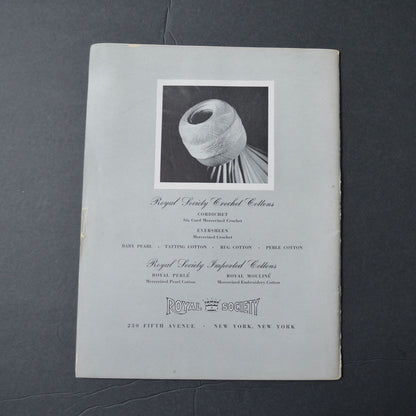 Royal Society Crochet Cottons
CORDICHET
Six Cord Mercerized Crochet
EVERSHEEN
Mercerized Crochet
DARY PEARL • TATTING COTTON • RUG COTTON • PERLE COTTON
Royal Society Imported Cottons
ROYAL PERLÉ ROYAL MOULINÉ
Mercerized Pearl Cotton Mercerized Embroidery Cotton
ROYAL SOCIETY
230 FIFTH AVENUE • NEW YORK, NEW YORK